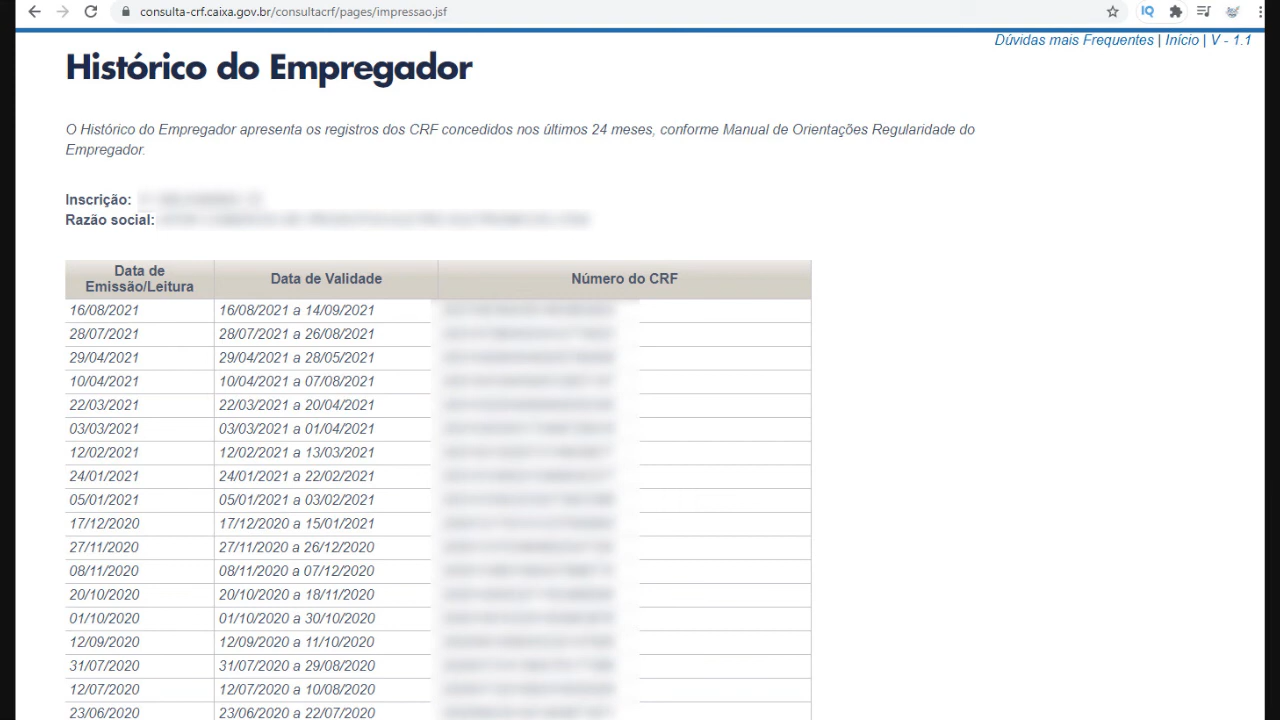 consulta-crf.caixa.gov.br/consultacrf/pages/impressao.jsf
IQ
Dúvidas mais Frequentes | Início | V - 1.1
Histórico do Empregador
O Histórico do Empregador apresenta os registros dos CRF concedidos nos últimos 24 meses, conforme Manual de Orientações Regularidade do
Empregador.
Inscrição:
Razão social:
Data de
Emissão/Leitura
Data de Validade
Número do CRF
16/08/2021 16/08/2021 a 14/09/2021
28/07/2021 28/07/2021 a 26/08/2021
29/04/2021 29/04/2021 a 28/05/2021
10/04/2021 10/04/2021 a 07/08/2021
22/03/2021 22/03/2021 a 20/04/2021
03/03/2021 03/03/2021 a 01/04/2021
12/02/2021 12/02/2021 a 13/03/2021
24/01/2021 24/01/2021 a 22/02/2021
05/01/2021 05/01/2021 a 03/02/2021
17/12/2020 17/12/2020 a 15/01/2021
27/11/2020 27/11/2020 a 26/12/2020
08/11/2020 08/11/2020 a 07/12/2020
20/10/2020 20/10/2020 a 18/11/2020
01/10/2020 01/10/2020 a 30/10/2020
12/09/2020 12/09/2020 a 11/10/2020
31/07/2020 31/07/2020 a 29/08/2020
12/07/2020 12/07/2020 a 10/08/2020
23/06/2020 23/06/2020 a 22/07/2020